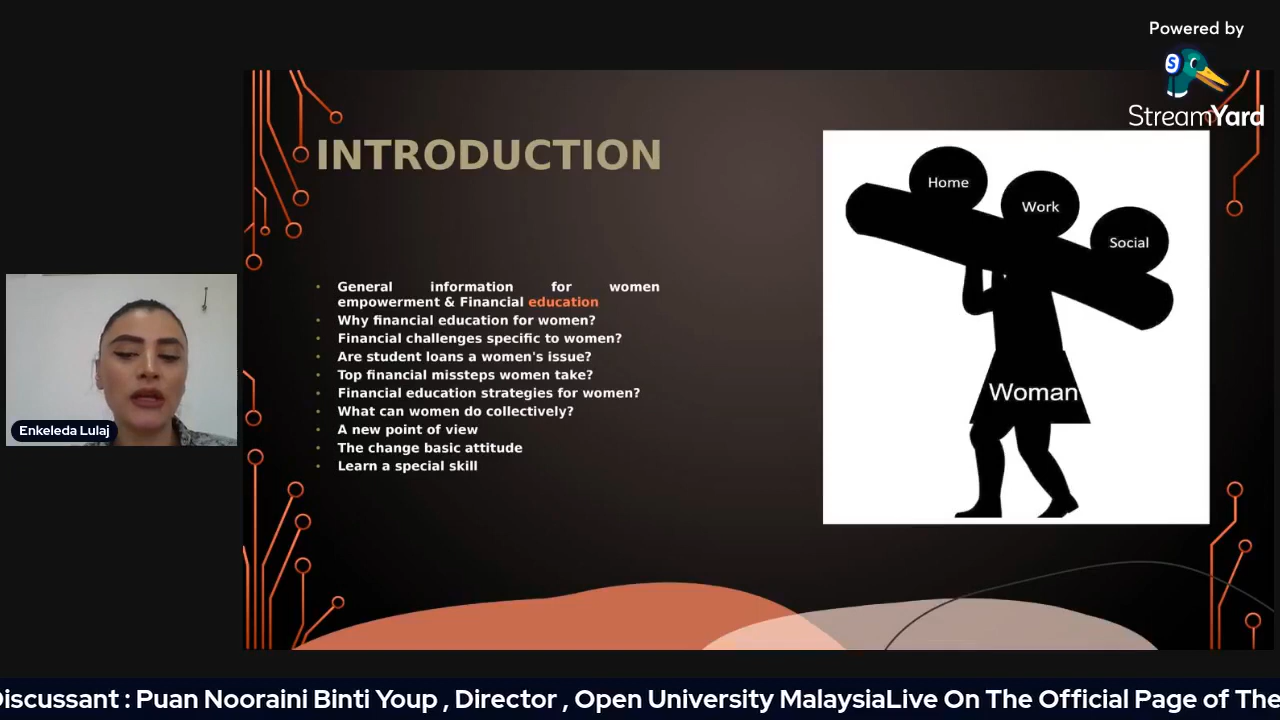 Powered by
StreamYard
INTRODUCTION
General information for women
empowerment & Financial education
Why financial education for women?
Financial challenges specific to women?
Are student loans a women's issue?
Top financial missteps women take?
Financial education strategies for women?
What can women do collectively?
A new point of view
The change basic attitude
Learn a special skill
Home
Work
Social
Woman
Enkeleda Lulaj
Discussant : Puan Nooraini Binti Youp , Director , Open University MalaysiaLive On The Official Page of The